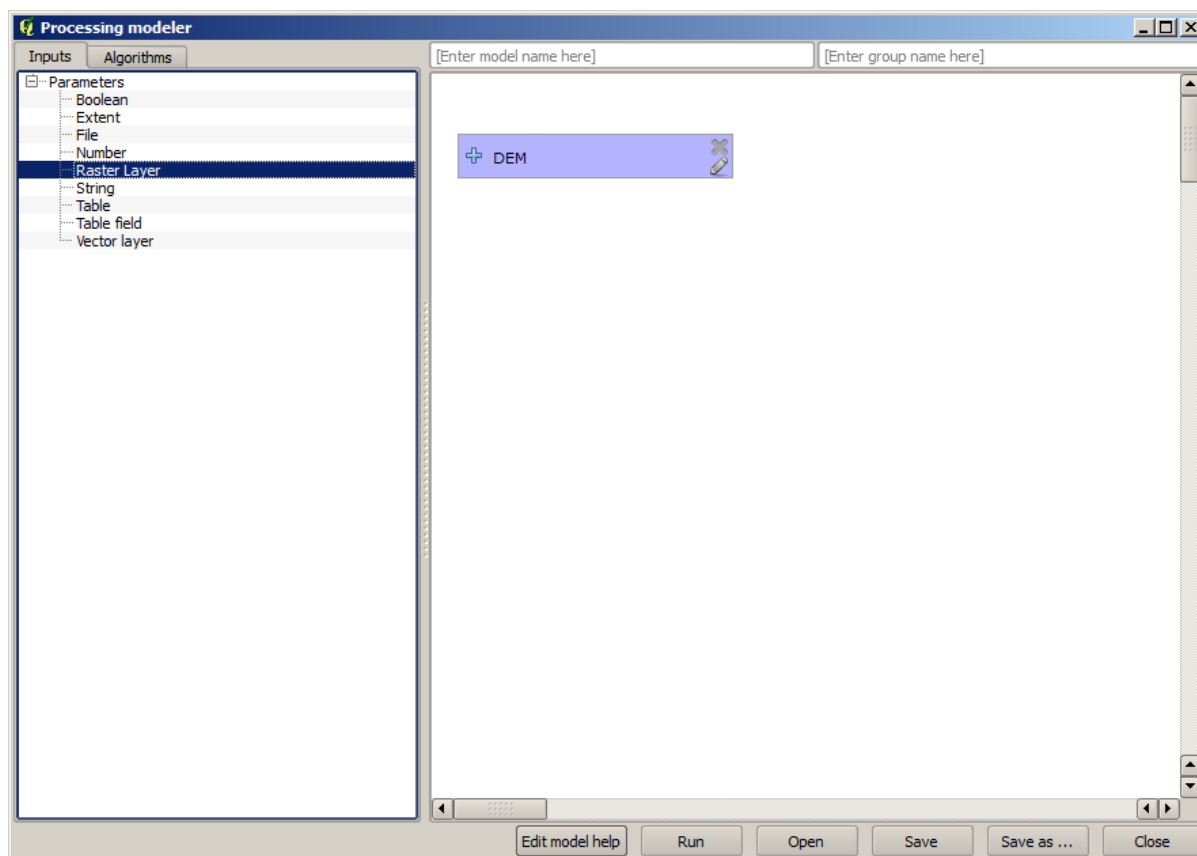 Processing modeler
Inputs Algorithms [Enter model name here] [Enter group name here]
Parameters
Boolean
Extent
File
Number
Raster Layer
String
Table
Table field
Vector layer
DEM
Edit model help Run Open Save Save as ... Close